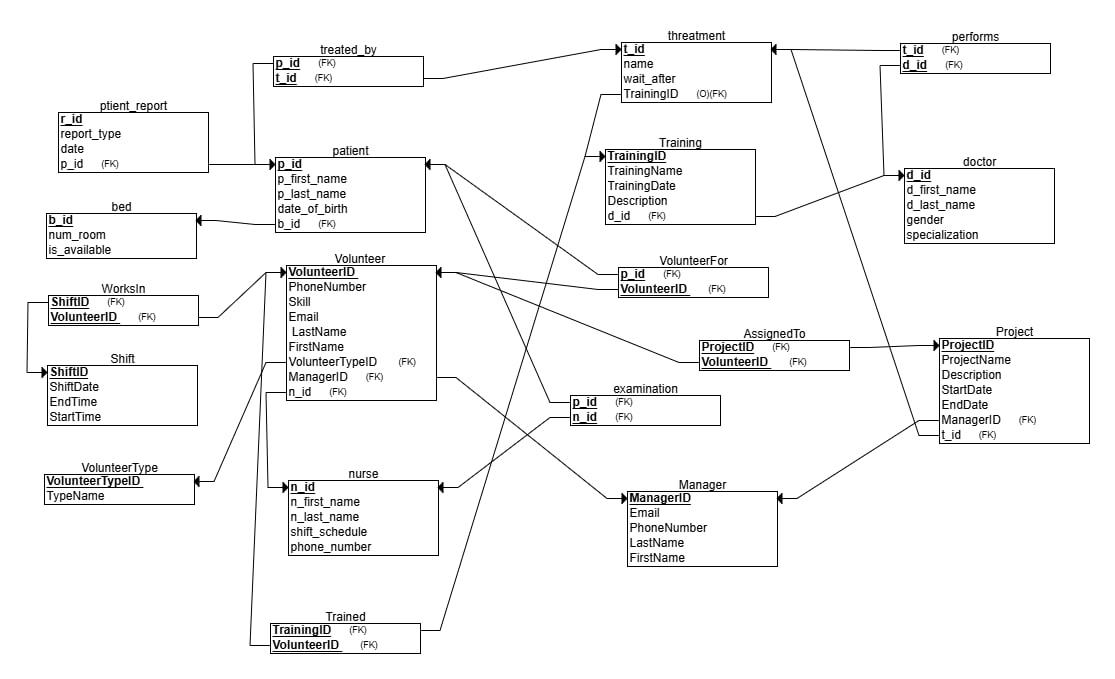 treated_by
p_id (FK)
t_id (FK)
threatment
t_id
name
wait_after
TrainingID (O)(FK)
performs
t_id (FK)
d_id (FK)
ptient_report
r_id
report_type
date
p_id (FK)
patient
p_id
p_first_name
p_last_name
date_of_birth
b_id (FK)
Training
TrainingID
TrainingName
TrainingDate
Description
d_id (FK)
doctor
d_id
d_first_name
d_last_name
gender
specialization
bed
b_id
num_room
is_available
Volunteer
VolunteerID
PhoneNumber
Skill
Email
LastName
FirstName
VolunteerTypeID (FK)
ManagerID (FK)
n_id (FK)
VolunteerFor
p_id (FK)
VolunteerID (FK)
WorksIn
ShiftID (FK)
VolunteerID (FK)
AssignedTo
ProjectID (FK)
VolunteerID (FK)
Project
ProjectID
ProjectName
Description
StartDate
EndDate
ManagerID (FK)
t_id (FK)
Shift
ShiftID
ShiftDate
EndTime
StartTime
examination
p_id (FK)
n_id (FK)
VolunteerType
VolunteerTypeID
TypeName
nurse
n_id
n_first_name
n_last_name
shift_schedule
phone_number
Manager
ManagerID
Email
PhoneNumber
LastName
FirstName
Trained
TrainingID (FK)
VolunteerID (FK)